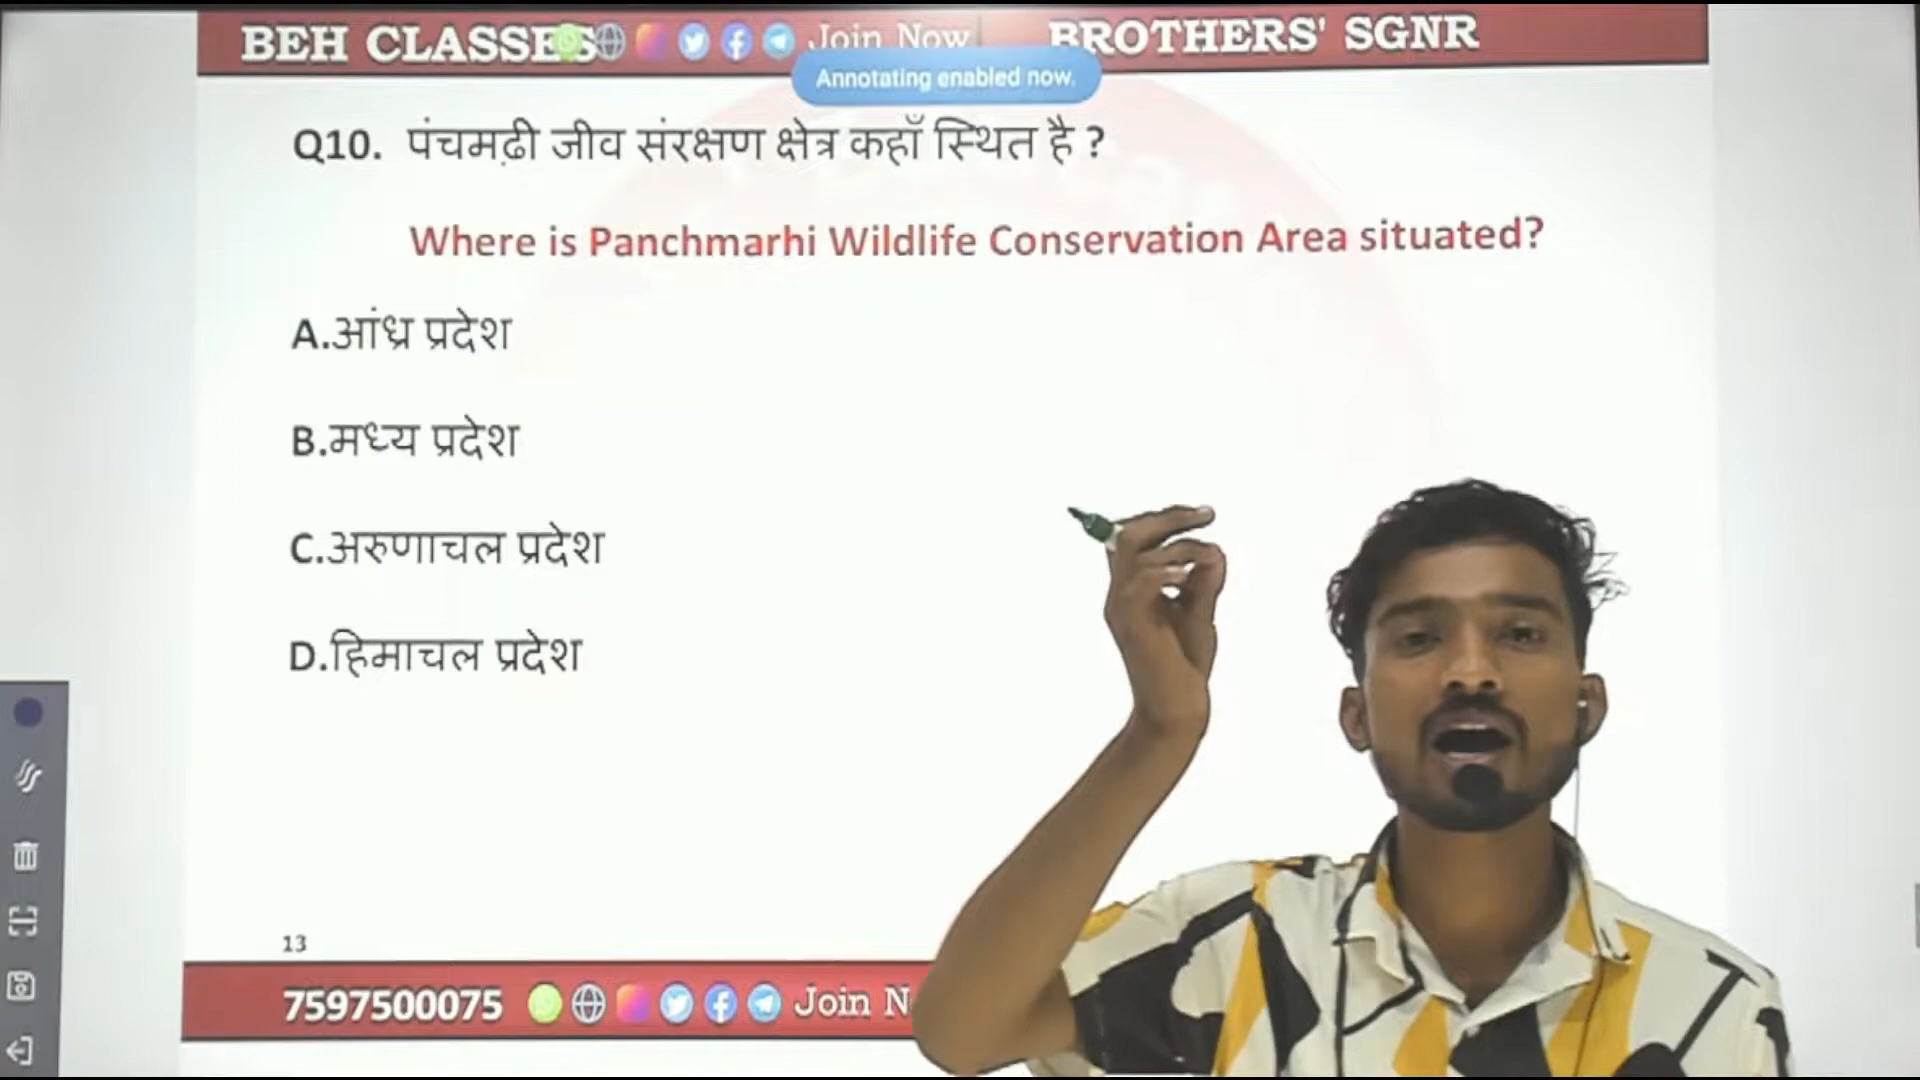 BEH CLASSES Join Now BROTHERS' SGNR
Annotating enabled now.
Q10. पंचमढ़ी जीव संरक्षण क्षेत्र कहाँ स्थित है ?
Where is Panchmarhi Wildlife Conservation Area situated?
A.आंध्र प्रदेश
B.मध्य प्रदेश
C.अरुणाचल प्रदेश
D.हिमाचल प्रदेश
13
7597500075 Join N